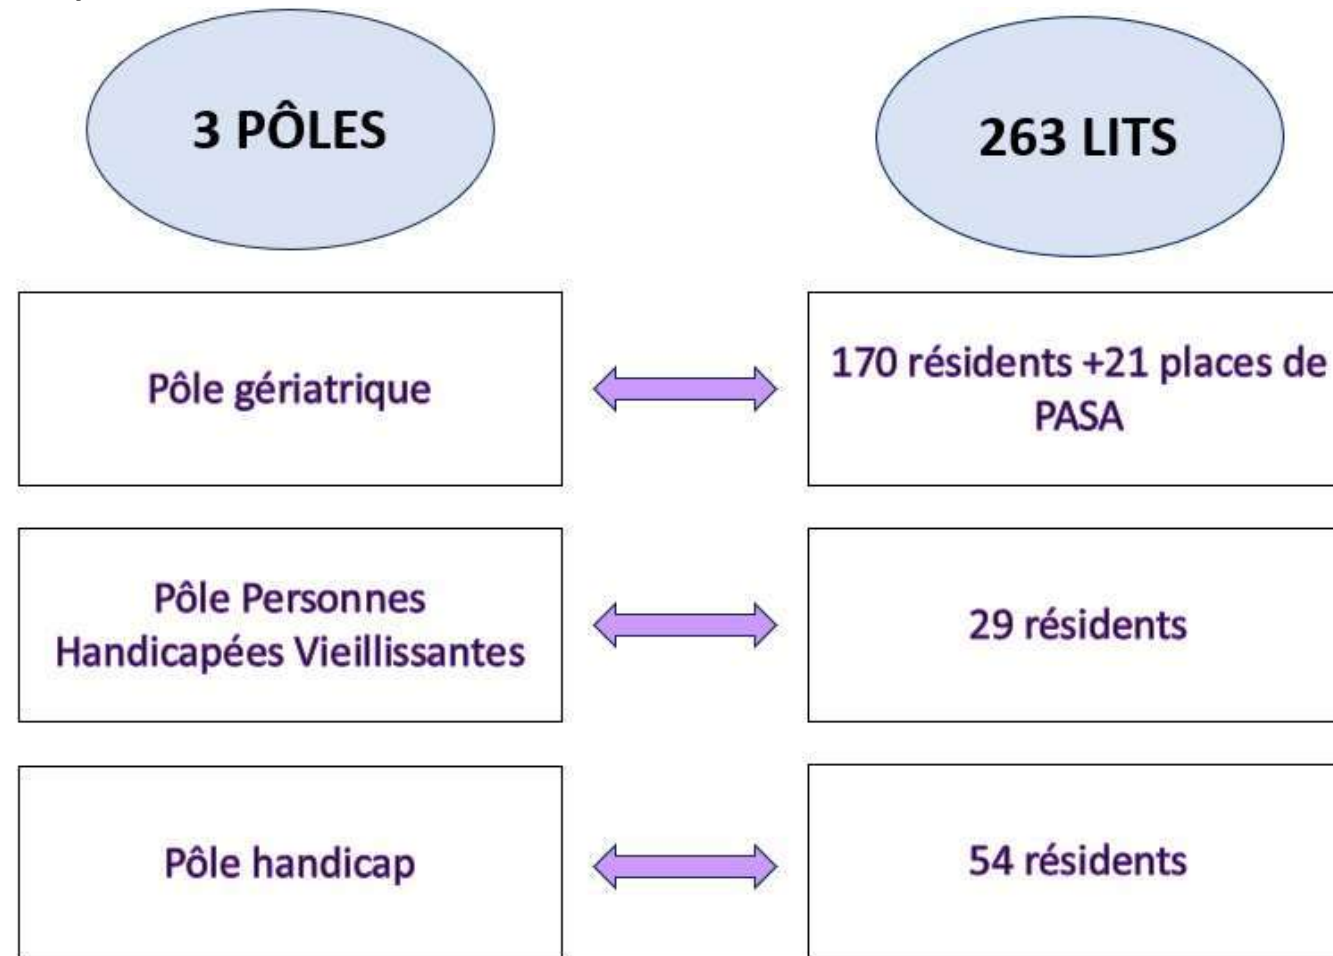 3 PÔLES
263 LITS
Pôle gériatrique
170 résidents +21 places de
PASA
Pôle Personnes
Handicapées Vieillissantes
29 résidents
Pôle handicap
54 résidents